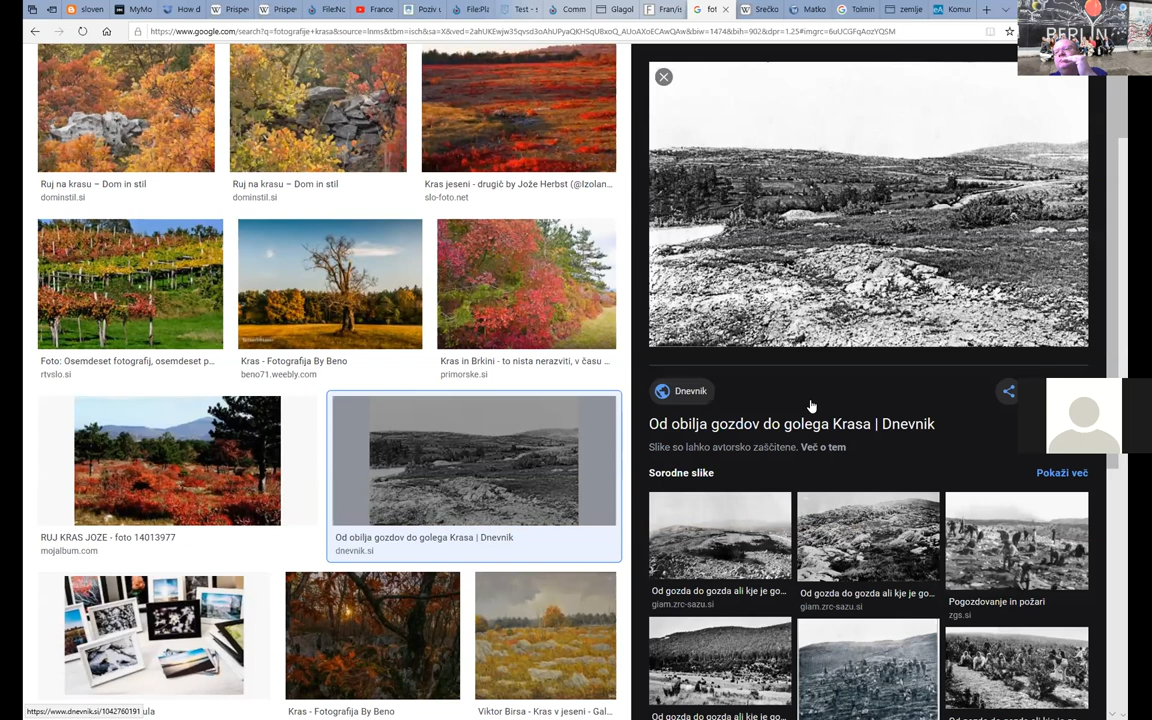 sloven
MyMo
How d
Prispe
Prispe
File:Nc
France
Poziv u
File:Pla
Test - s
Comm
Glagol
Fran/is
fot
Srečko
Matko
Tolmin
zemlje
Komur
https://www.google.com/search?q=fotografije+krasa&source=lnms&tbm=isch&sa=X&ved=2ahUKEwjw35qvsd3oAhUPyaQKHSqUBxoQ_AUoAXoECAwQAw&biw=1474&bih=902&dpr=1.25#imgrc=6uUCGFqAozYQSM
BERLIN
Ruj na krasu – Dom in stil
dominstil.si
Ruj na krasu – Dom in stil
dominstil.si
Kras jeseni - drugič by Jože Herbst (@Izolan...
slo-foto.net
Foto: Osemdeset fotografij, osemdeset p...
rtvslo.si
Kras - Fotografija By Beno
beno71.weebly.com
Kras in Brkini - to nista nerazviti, v času ...
primorske.si
RUJ KRAS JOZE - foto 14013977
mojalbum.com
Od obilja gozdov do golega Krasa | Dnevnik
dnevnik.si
ula
Kras - Fotografija By Beno
Viktor Birsa - Kras v jeseni - Gal...
https://www.dnevnik.si/1042760191
Dnevnik
Od obilja gozdov do golega Krasa | Dnevnik
Slike so lahko avtorsko zaščitene. Več o tem
Sorodne slike
Pokaži več
Od gozda do gozda ali kje je go...
giam.zrc-sazu.si
Od gozda do gozda ali kje je go...
giam.zrc-sazu.si
Pogozdovanje in požari
zgs.si
Od gozda do gozda ali kje je go...